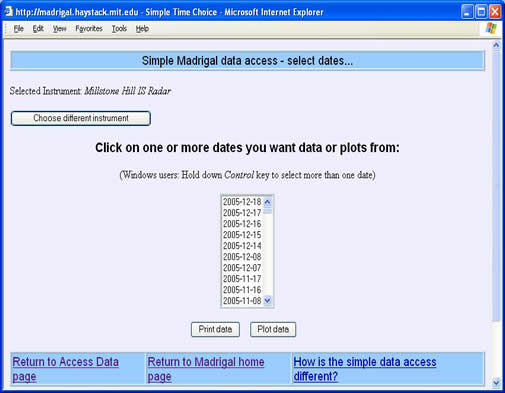 http://madrigal.haystack.mit.edu - Simple Time Choice - Microsoft Internet Explorer
File Edit View Favorites Tools Help
Simple Madrigal data access - select dates...
Selected Instrument: Millstone Hill IS Radar
Choose different instrument
Click on one or more dates you want data or plots from:
(Windows users: Hold down Control key to select more than one date)
2005-12-18
2005-12-17
2005-12-16
2005-12-15
2005-12-14
2005-12-08
2005-12-07
2005-11-17
2005-11-16
2005-11-08
Print data Plot data
Return to Access Data page
Return to Madrigal home page
How is the simple data access different?